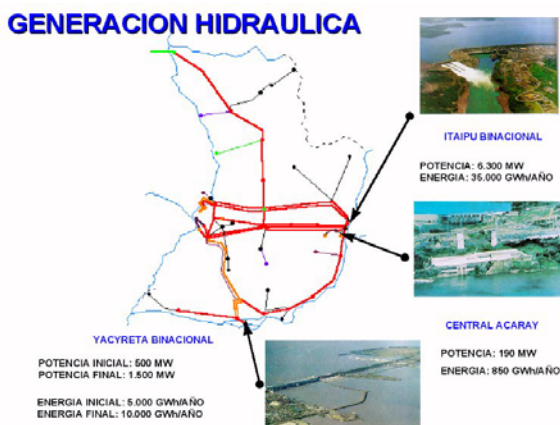 GENERACION HIDRAULICA
ITAIPU BINACIONAL
POTENCIA: 6.300 MW
ENERGIA: 35.000 GWh/AÑO
CENTRAL ACARAY
POTENCIA: 190 MW
ENERGIA: 850 GWh/AÑO
YACYRETA BINACIONAL
POTENCIA INICIAL: 500 MW
POTENCIA FINAL: 1.500 MW
ENERGIA INICIAL: 5.000 GWh/AÑO
ENERGIA FINAL: 10.000 GWh/AÑO